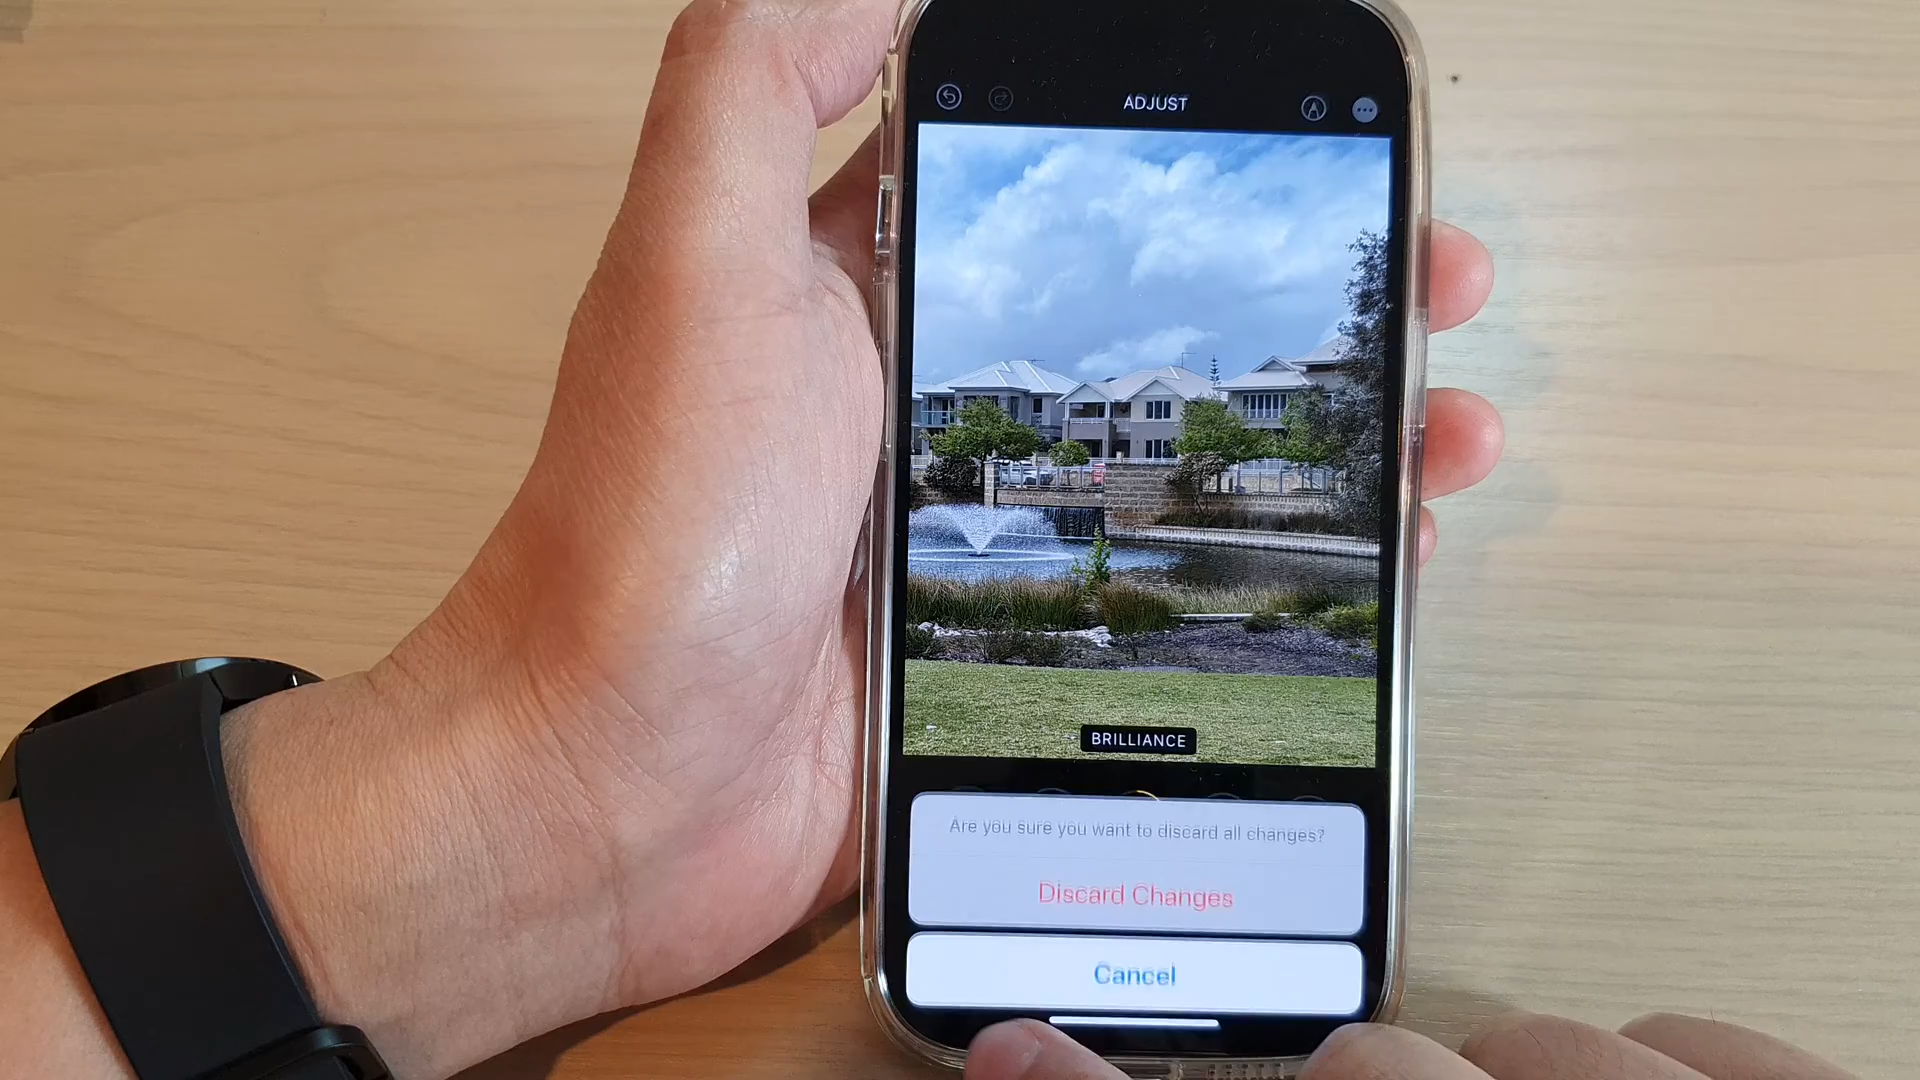 ADJUST
BRILLIANCE
Are you sure you want to discard all changes?
Discard Changes
Cancel